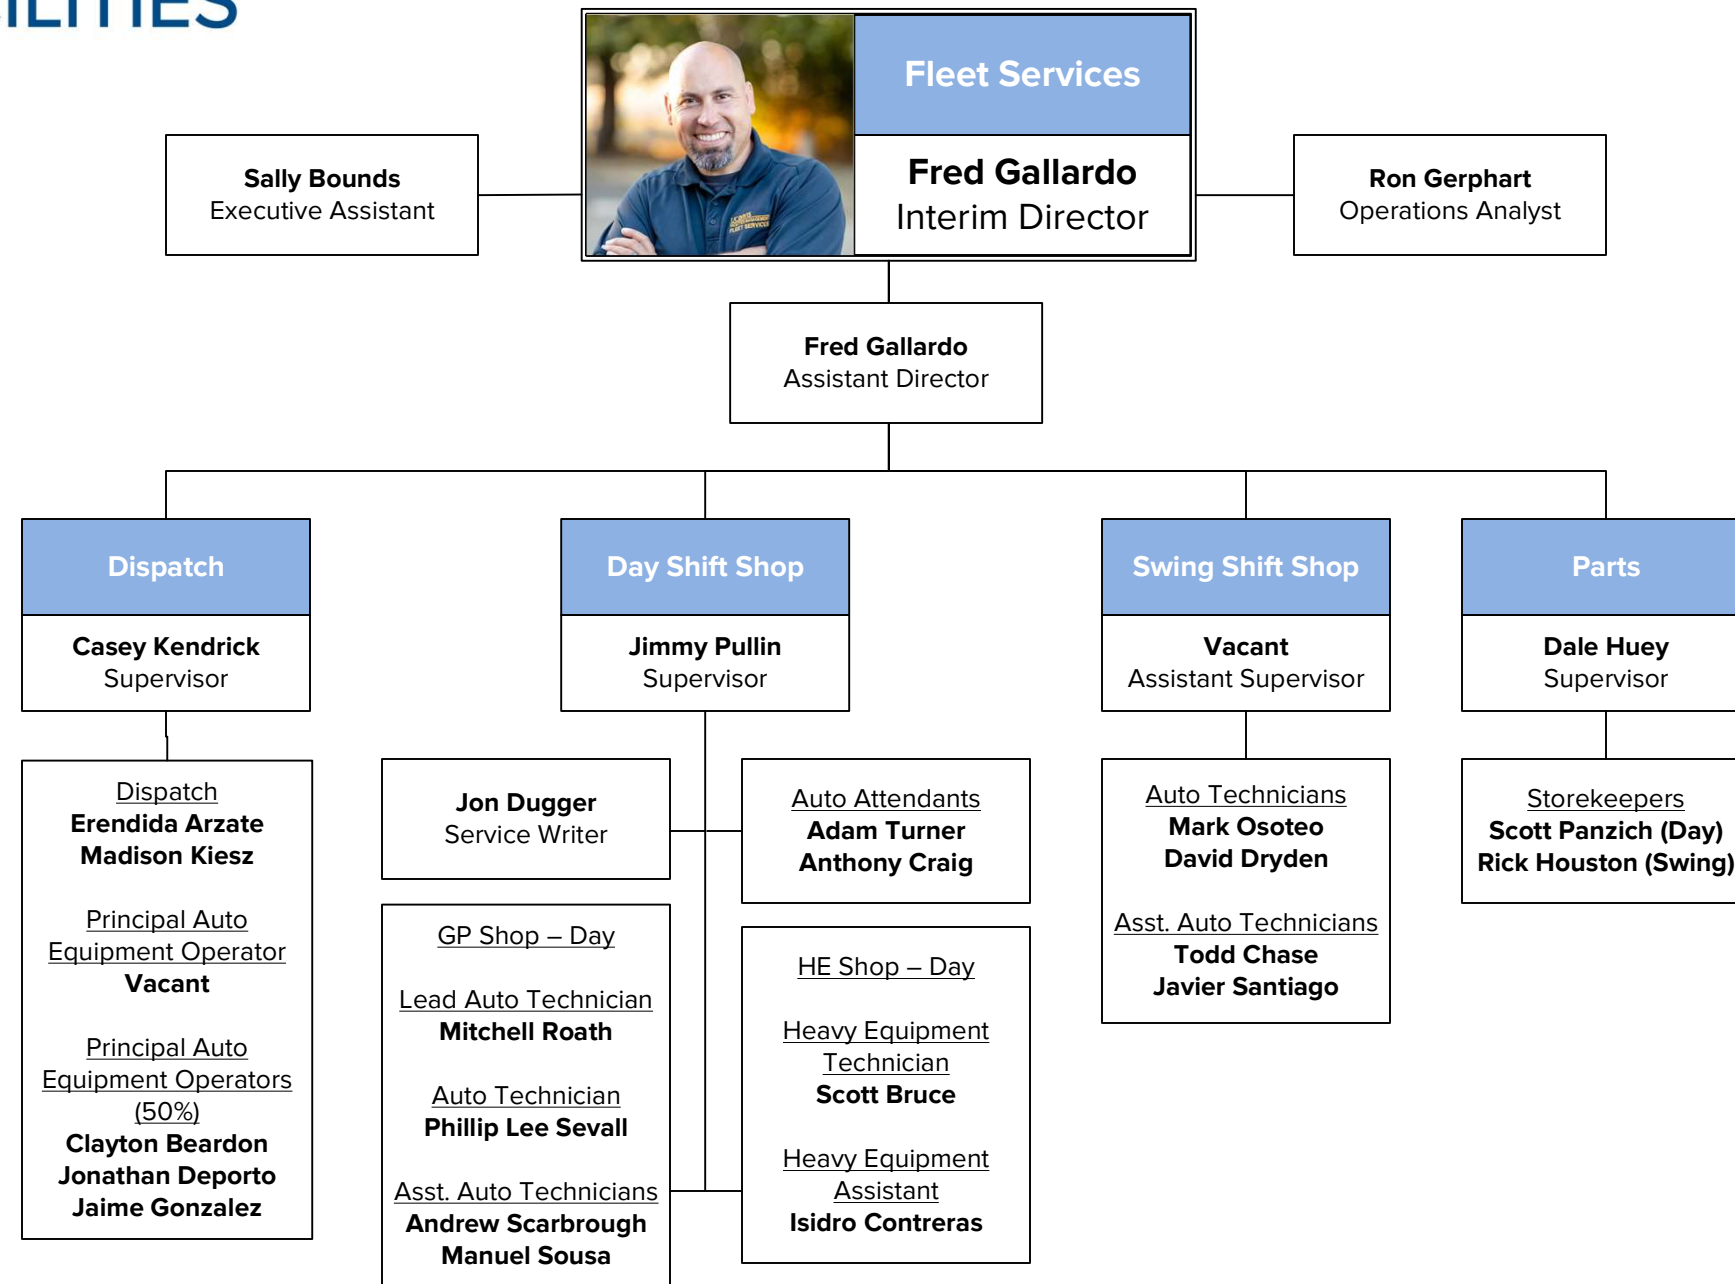 Fleet Services
Fred Gallardo
Interim Director
Sally Bounds
Executive Assistant
Ron Gerphart
Operations Analyst
Fred Gallardo
Assistant Director
Dispatch
Casey Kendrick
Supervisor
Dispatch
Erendida Arzate
Madison Kiesz
Principal Auto
Equipment Operator
Vacant
Principal Auto
Equipment Operators
(50%)
Clayton Beardon
Jonathan Deporto
Jaime Gonzalez
Day Shift Shop
Jimmy Pullin
Supervisor
Jon Dugger
Service Writer
Auto Attendants
Adam Turner
Anthony Craig
GP Shop – Day
Lead Auto Technician
Mitchell Roath
Auto Technician
Phillip Lee Sevall
Asst. Auto Technicians
Andrew Scarbrough
Manuel Sousa
HE Shop – Day
Heavy Equipment
Technician
Scott Bruce
Heavy Equipment
Assistant
Isidro Contreras
Swing Shift Shop
Vacant
Assistant Supervisor
Auto Technicians
Mark Osoteo
David Dryden
Asst. Auto Technicians
Todd Chase
Javier Santiago
Parts
Dale Huey
Supervisor
Storekeepers
Scott Panzich (Day)
Rick Houston (Swing)